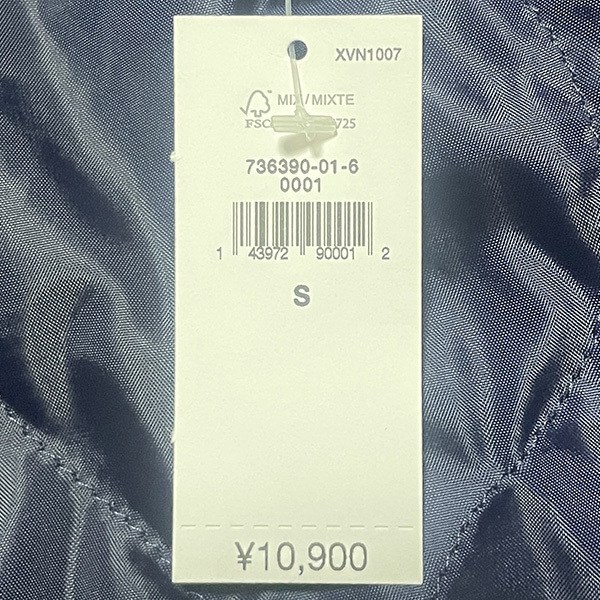 XVN1007
MIX / MIXTE
FSC
725
736390-01-6
0001
1 43972 90001 2
S
¥10,900